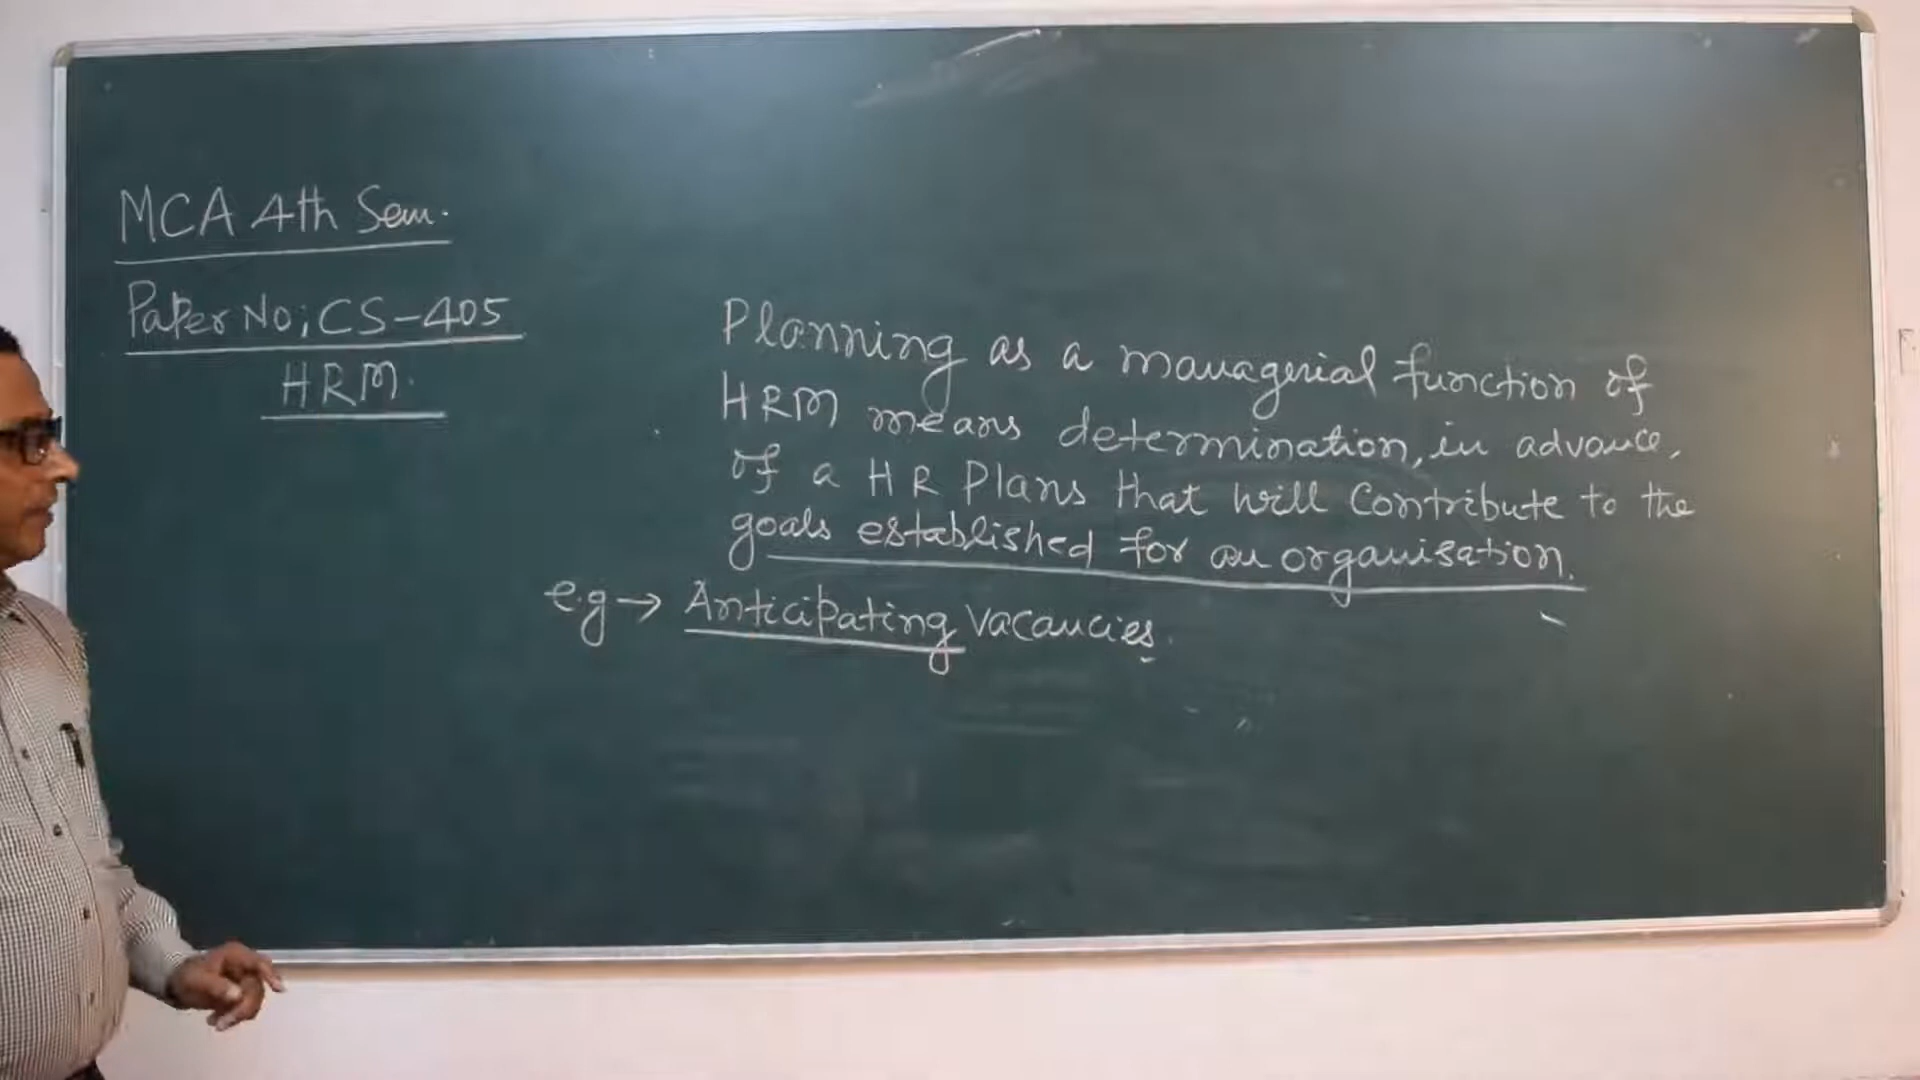 MCA 4th Sem.
Paper No; CS-405
HRM.
Planning as a managerial function of
HRM means determination, in advance,
of a HR Plans that will Contribute to the
goals established for an organisation.
e.g → Anticipating vacancies.